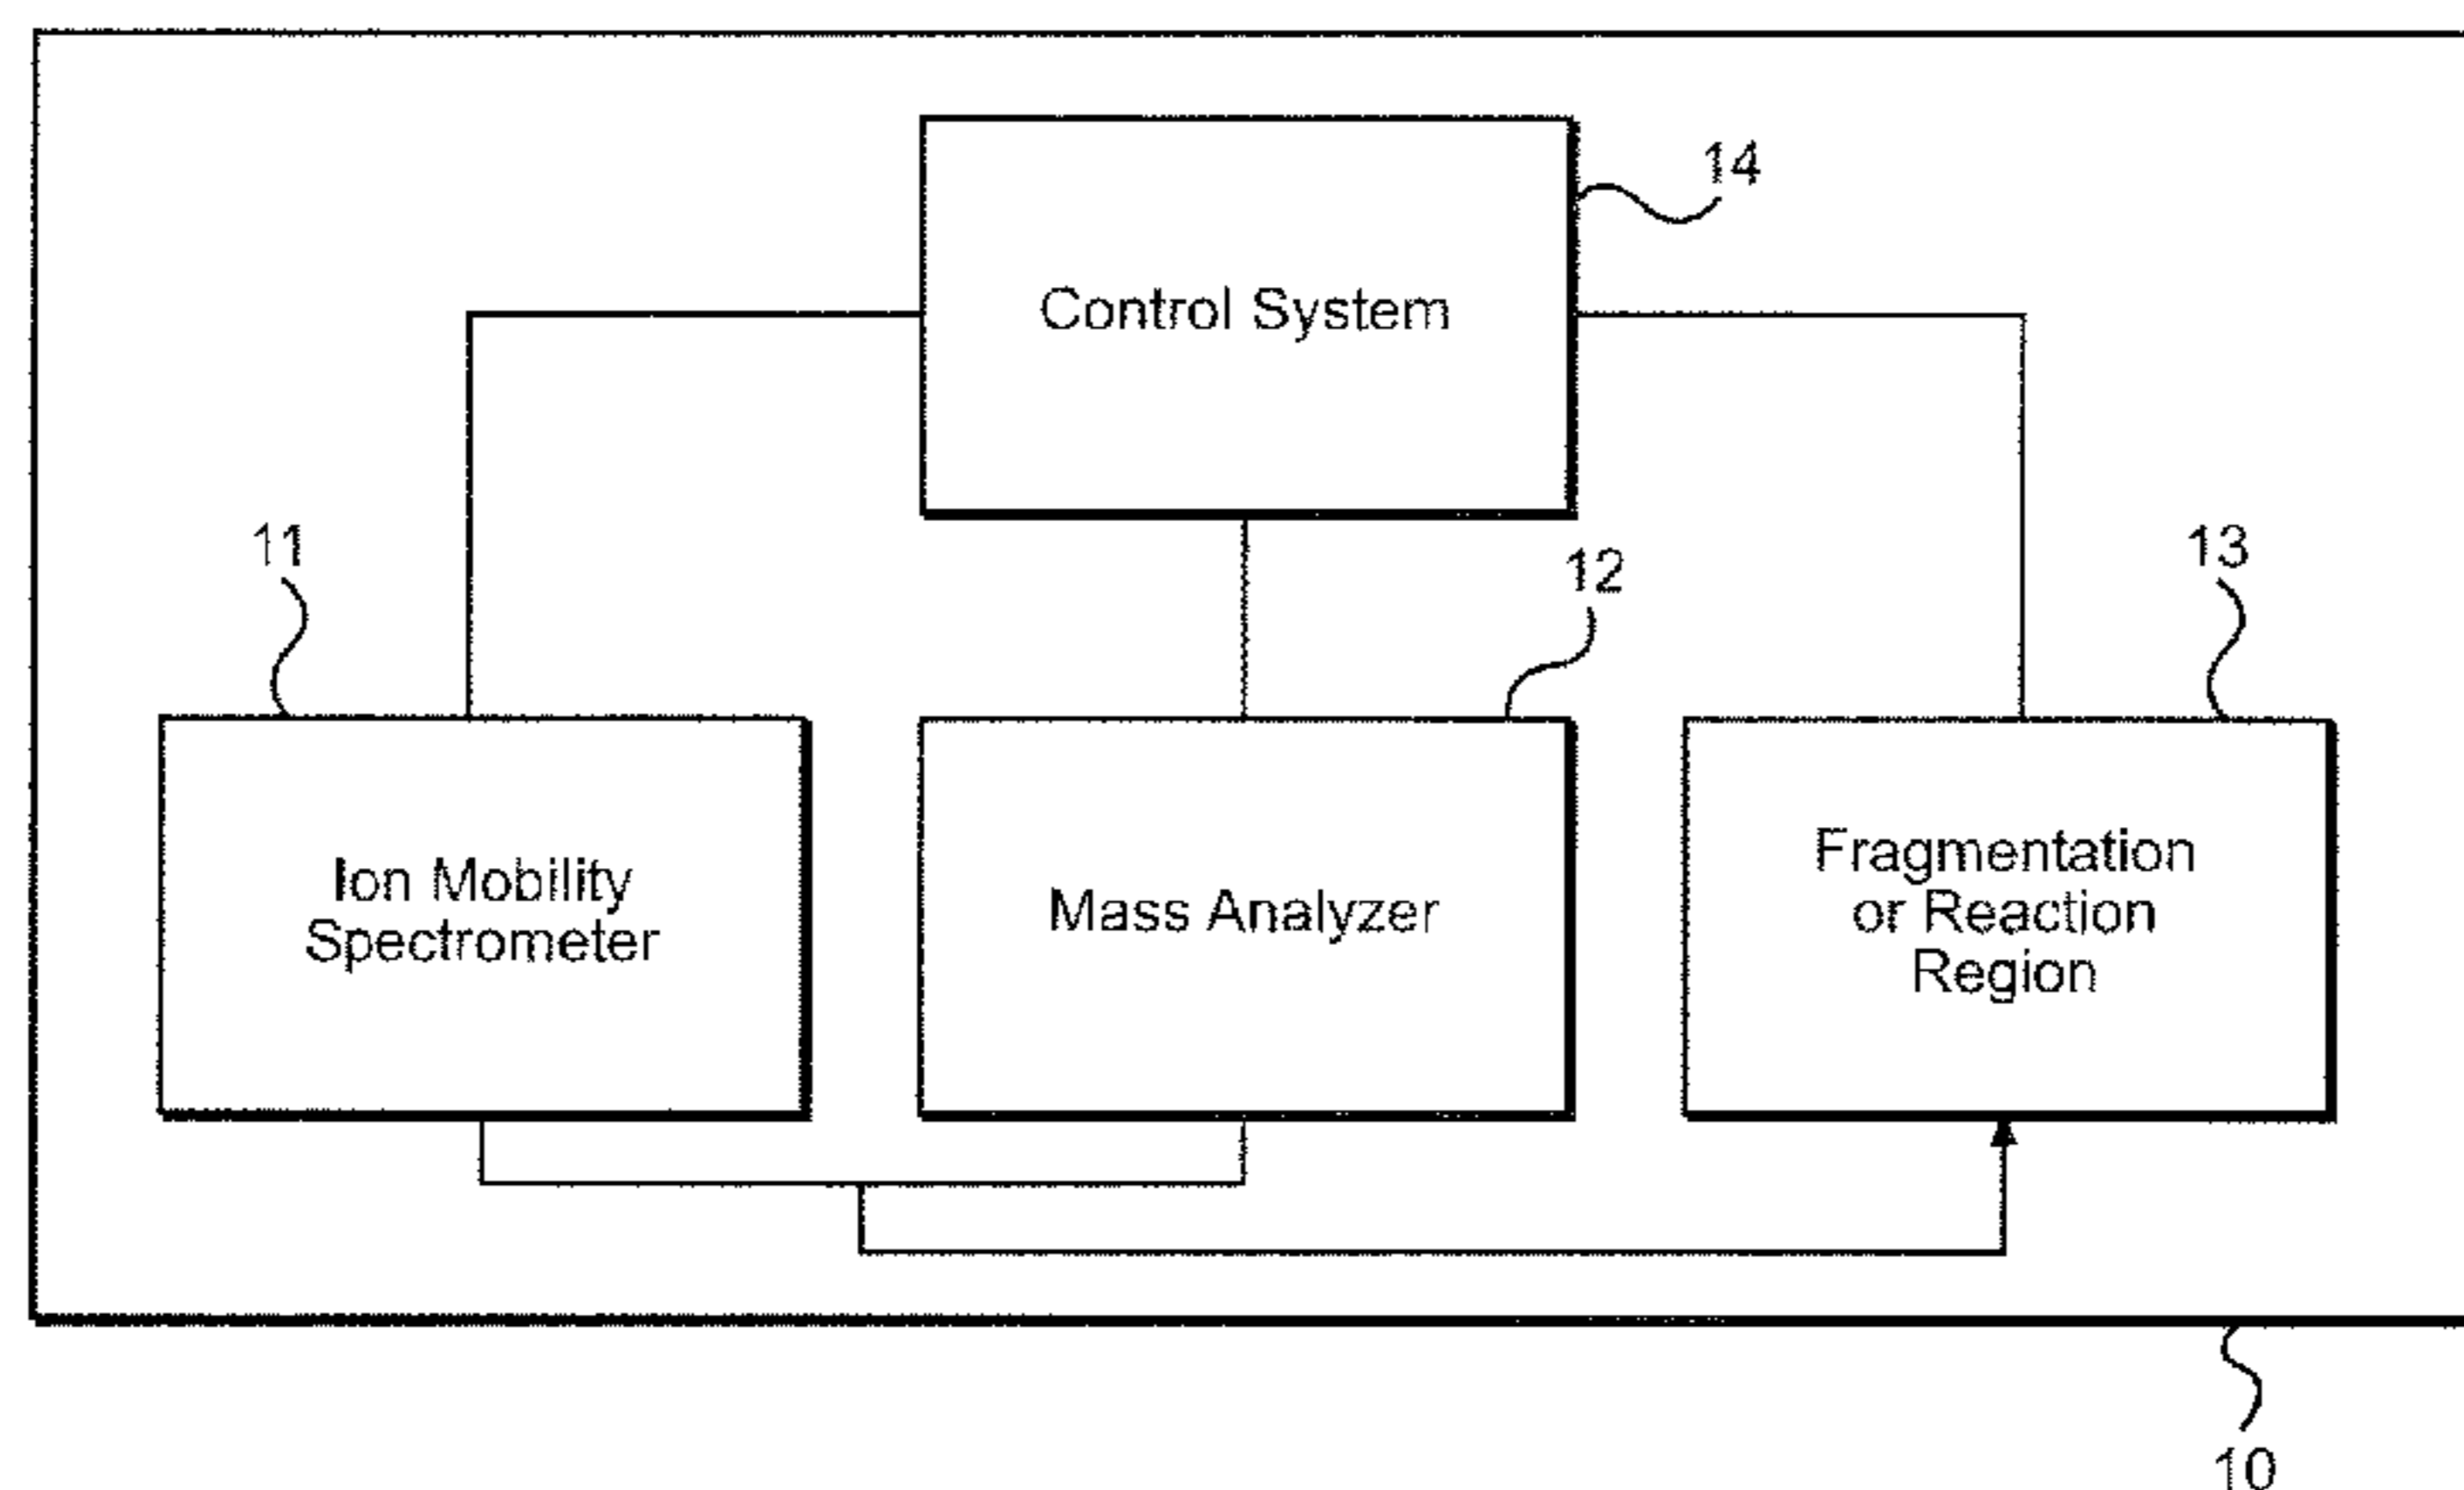 14
Control System
11
12
13
Ion Mobility
Spectrometer
Mass Analyzer
Fragmentation
or Reaction
Region
10